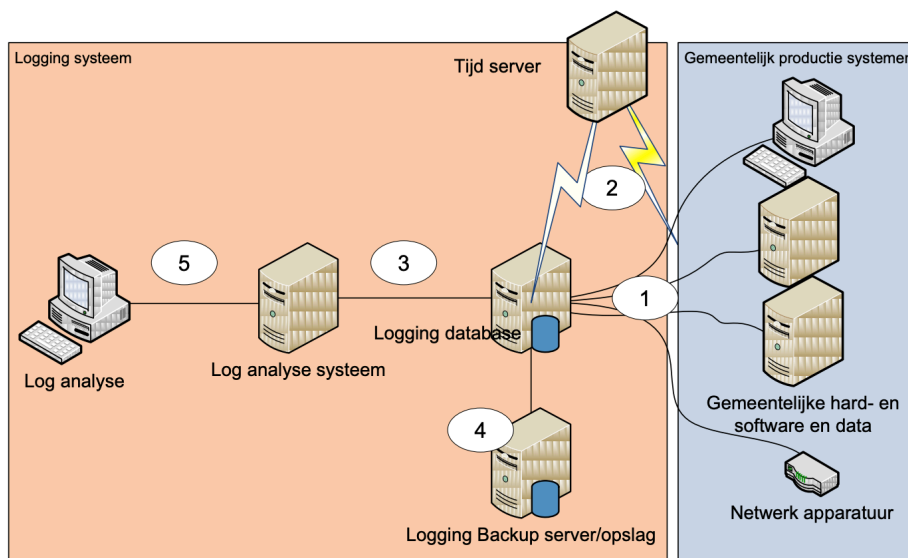 Logging systeem
Tijd server
Gemeentelijk productie systemen
2
5
3
1
Logging database
Log analyse
Log analyse systeem
4
Gemeentelijke hard- en
software en data
Netwerk apparatuur
Logging Backup server/opslag